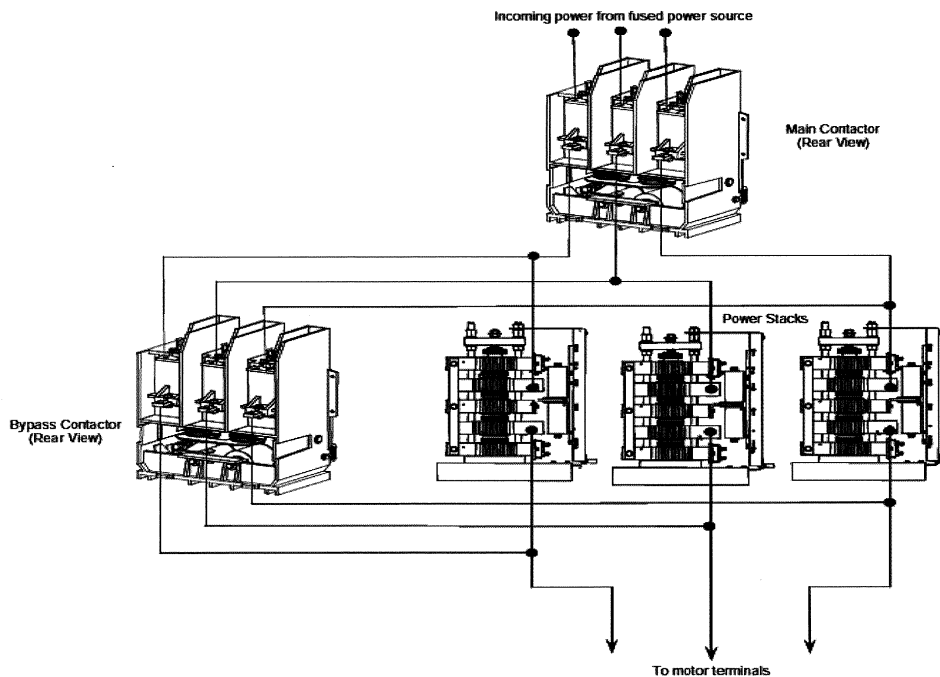 Incoming power from fused power source
Main Contactor
(Rear View)
Power Stacks
Bypass Contactor
(Rear View)
To motor terminals